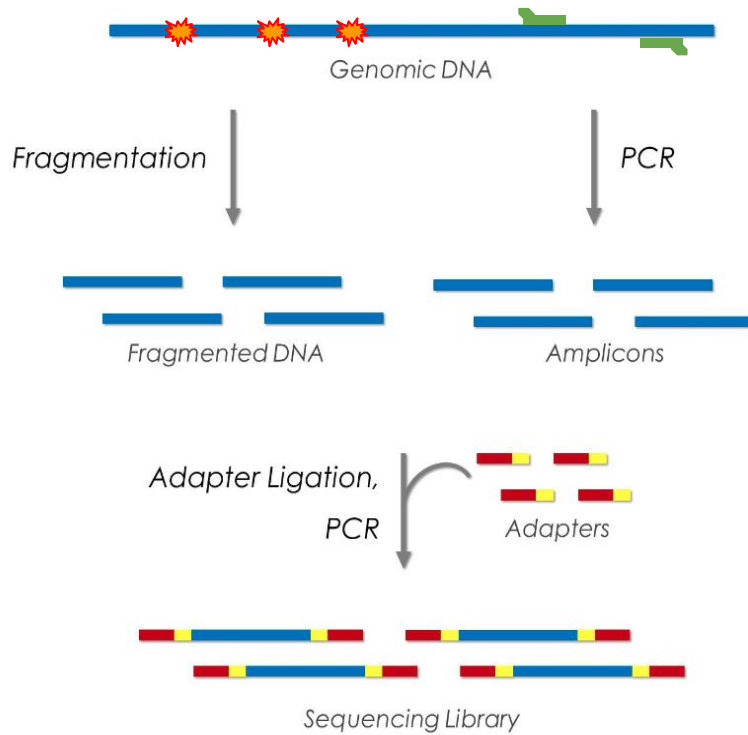 Genomic DNA
Fragmentation
PCR
Fragmented DNA
Amplicons
Adapter Ligation,
PCR
Adapters
Sequencing Library